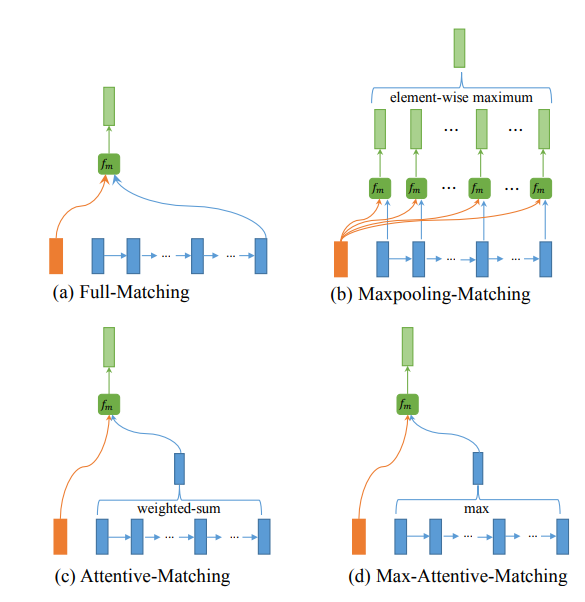 element-wise maximum
... ...
fm
fm fm ... fm ... fm
... ...
... ...
(a) Full-Matching
(b) Maxpooling-Matching
fm
fm
weighted-sum
max
... ...
... ...
(c) Attentive-Matching
(d) Max-Attentive-Matching